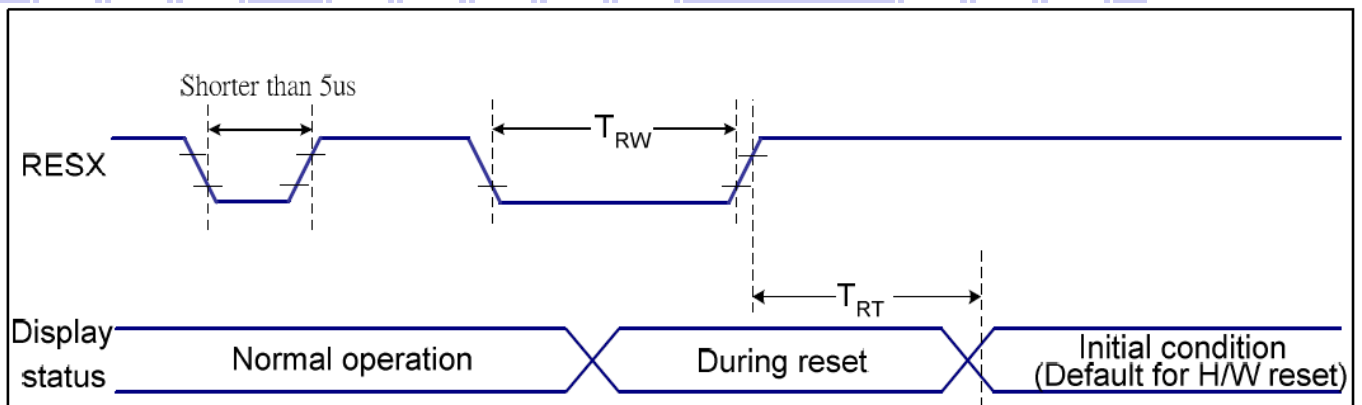 Shorter than 5us
RESX
TRW
TRT
Display
status
Normal operation
During reset
Initial condition
(Default for H/W reset)